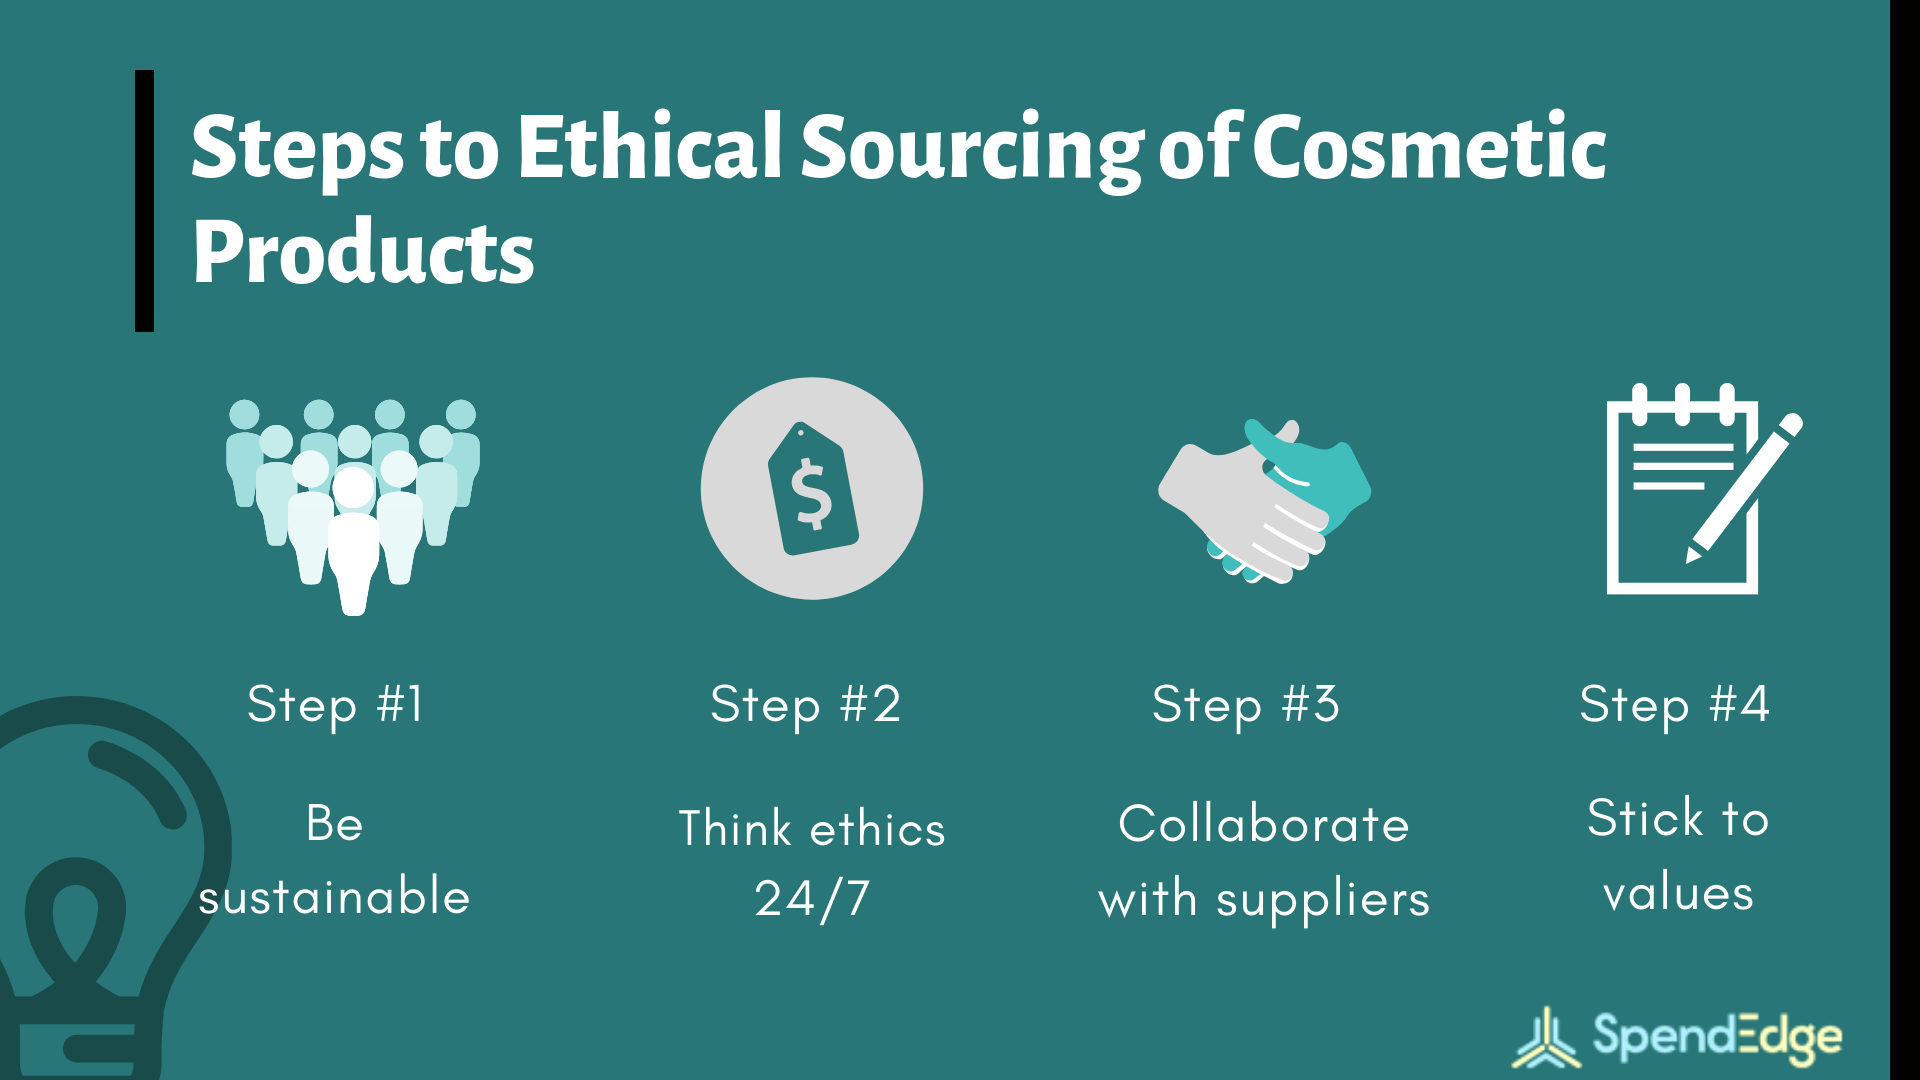 Steps to Ethical Sourcing of Cosmetic
Products
$
Step #1
Be
sustainable
Step #2
Think ethics
24/7
Step #3
Collaborate
with suppliers
Step #4
Stick to
values
SpendEdge